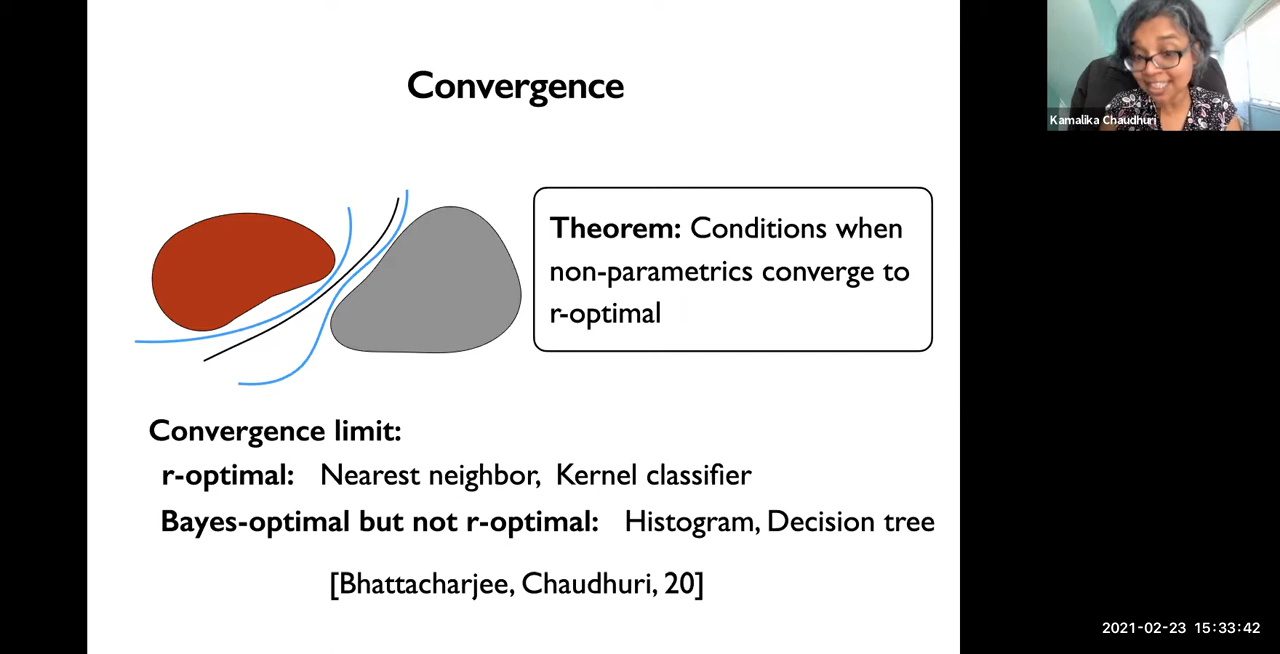 Convergence
Kamalika Chaudhuri
Theorem: Conditions when
non-parametrics converge to
r-optimal
Convergence limit:
r-optimal: Nearest neighbor, Kernel classifier
Bayes-optimal but not r-optimal: Histogram, Decision tree
[Bhattacharjee, Chaudhuri, 20]
2021-02-23 15:33:42